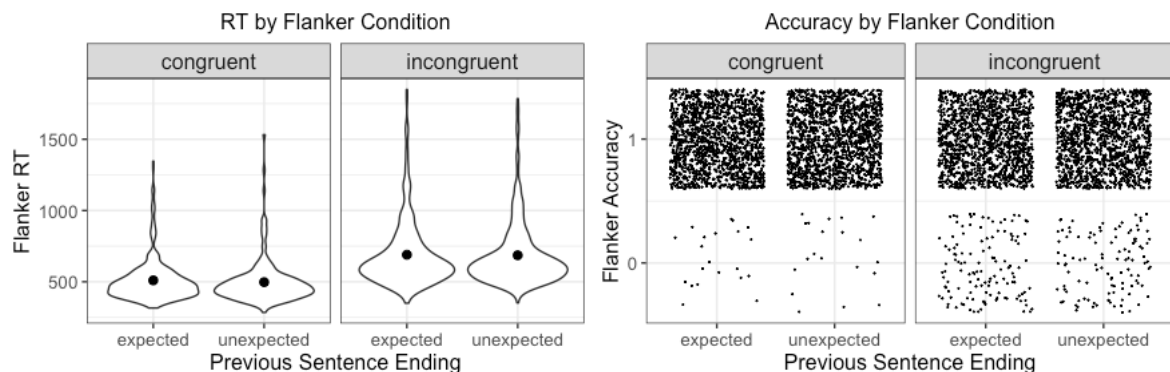 RT by Flanker Condition
congruent
incongruent
Flanker RT
1500
1000
500
expected
unexpected
expected
unexpected
Previous Sentence Ending
Accuracy by Flanker Condition
congruent
incongruent
Flanker Accuracy
1
0
expected
unexpected
expected
unexpected
Previous Sentence Ending